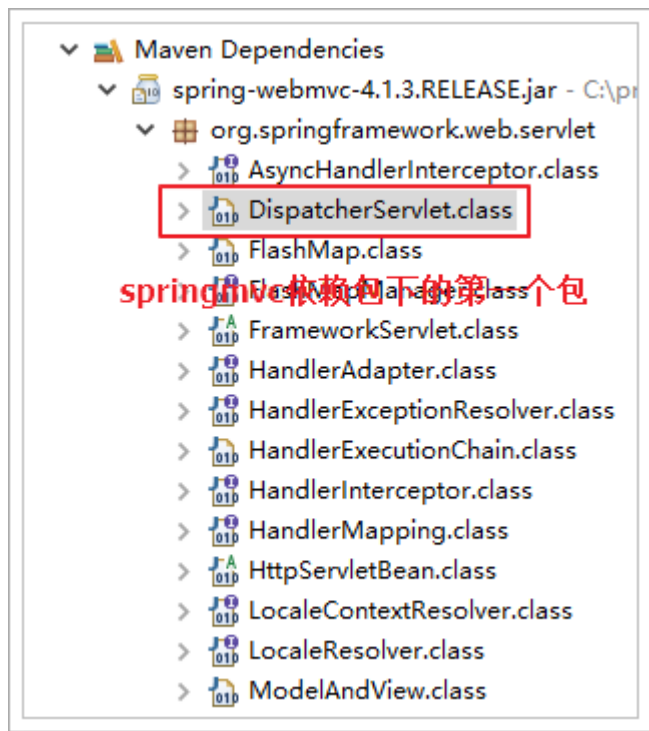 Maven Dependencies
spring-webmvc-4.1.3.RELEASE.jar - C:\pr
org.springframework.web.servlet
AsyncHandlerInterceptor.class
DispatcherServlet.class
FlashMap.class
FlashMapManager.class
springmvc依赖包下的第一个包
FrameworkServlet.class
HandlerAdapter.class
HandlerExceptionResolver.class
HandlerExecutionChain.class
HandlerInterceptor.class
HandlerMapping.class
HttpServletBean.class
LocaleContextResolver.class
LocaleResolver.class
ModelAndView.class